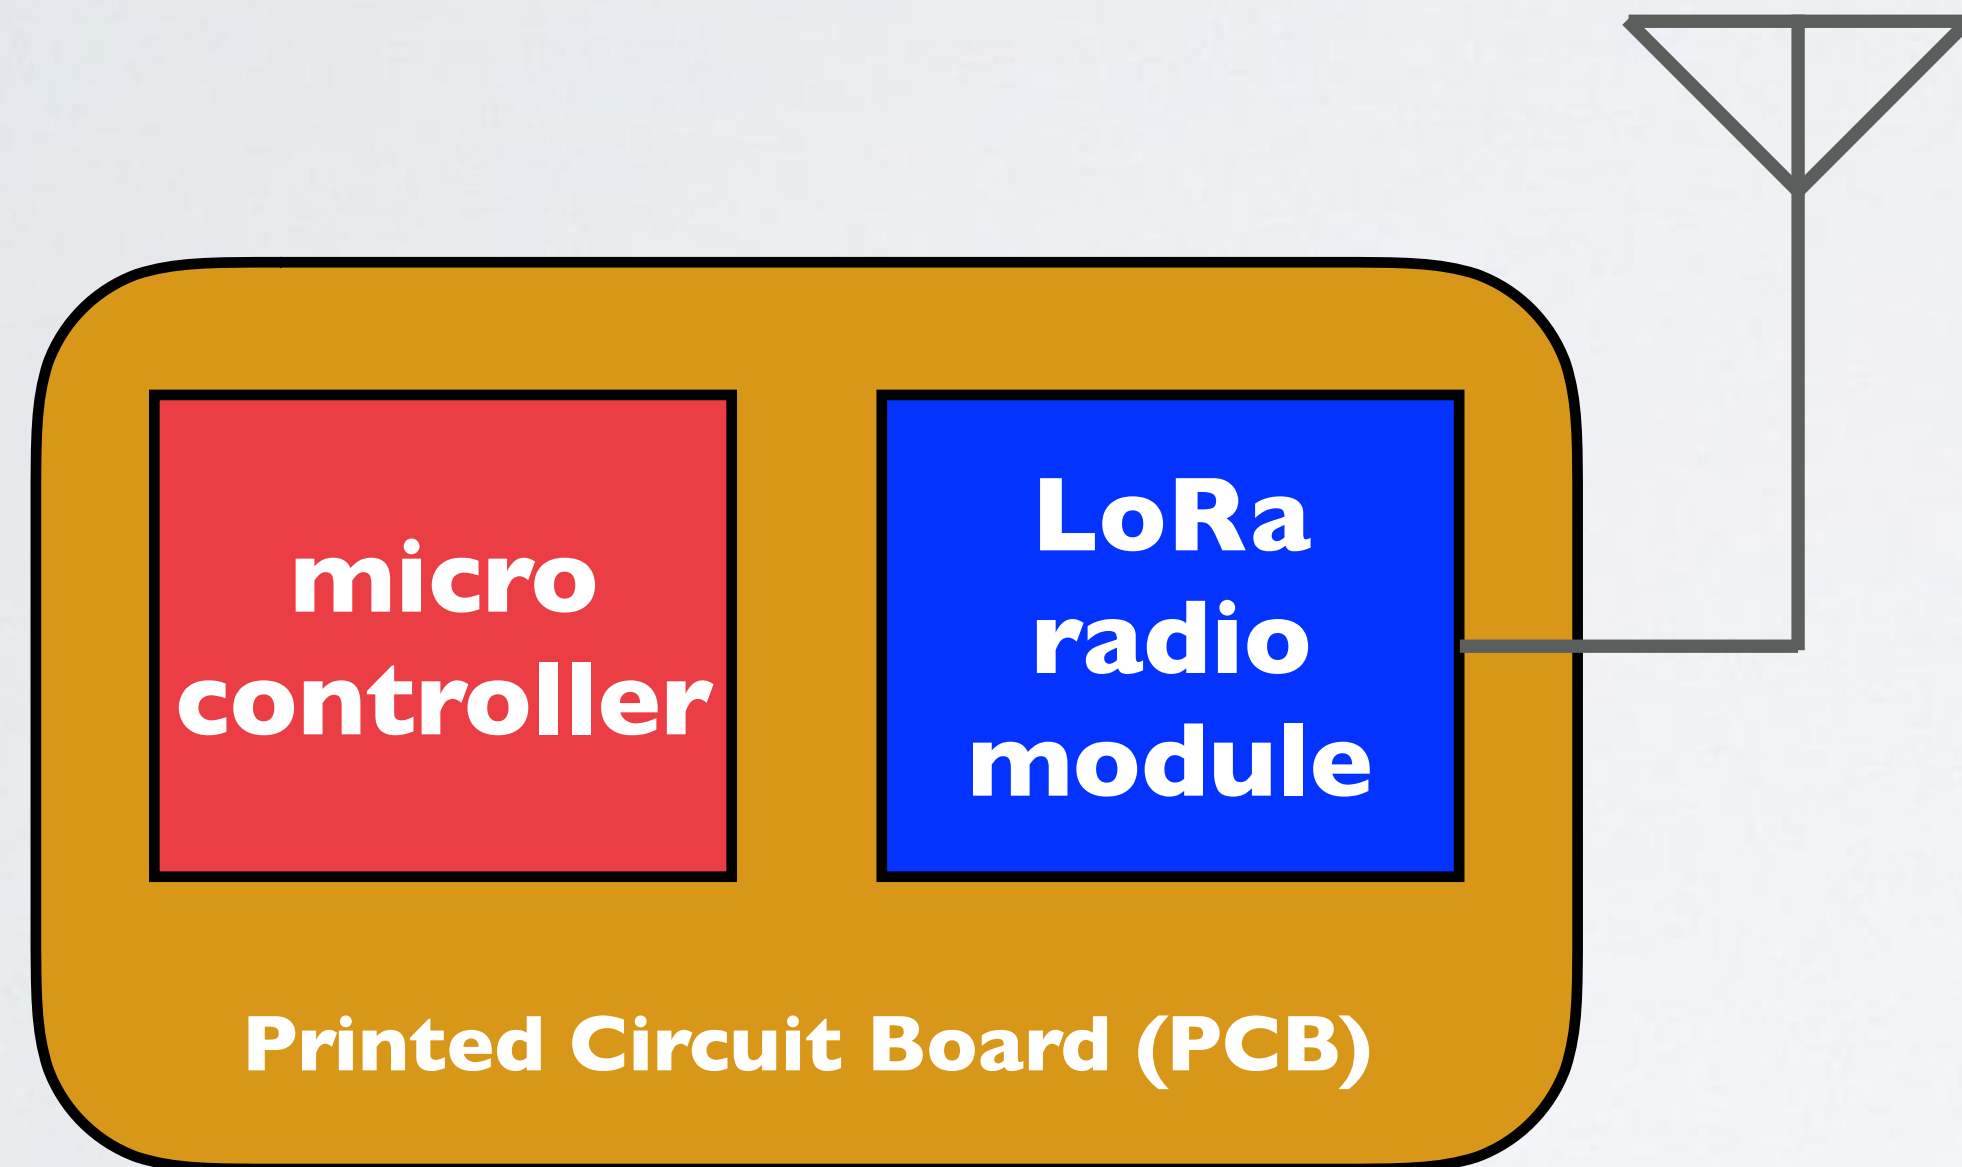 micro
controller
LoRa
radio
module
Printed Circuit Board (PCB)